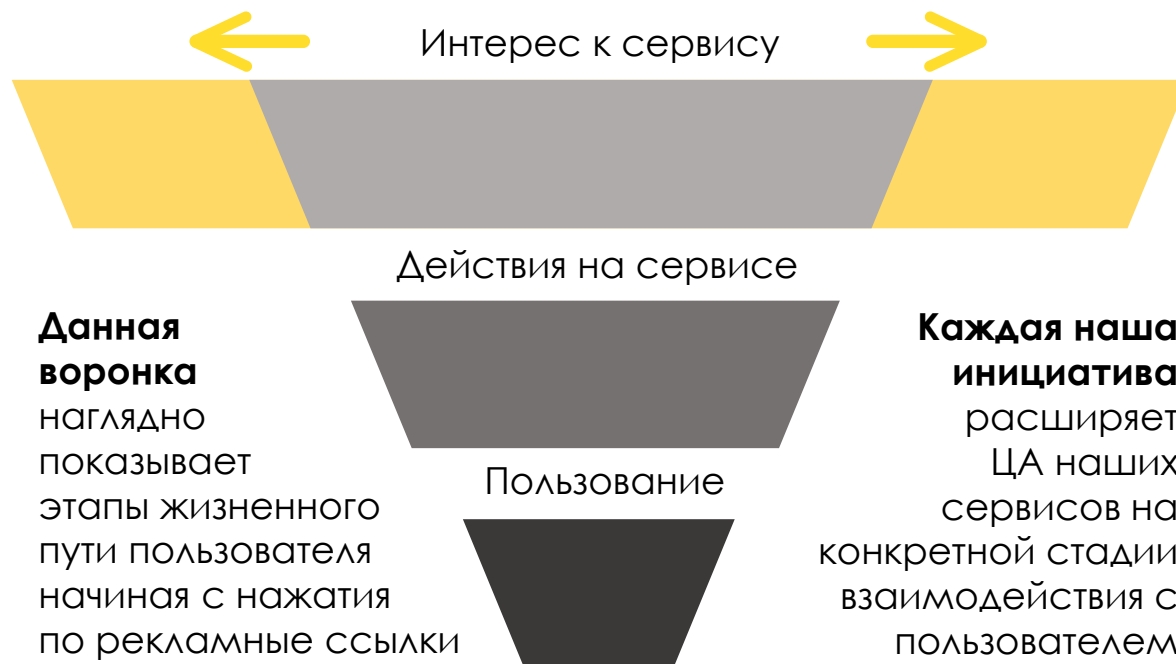 Интерес к сервису
Действия на сервисе
Данная
воронка
наглядно
показывает
этапы жизненного
пути пользователя
начиная с нажатия
по рекламные ссылки
Пользование
Каждая наша
инициатива
расширяет
ЦА наших
сервисов на
конкретной стадии
взаимодействия с
пользователем